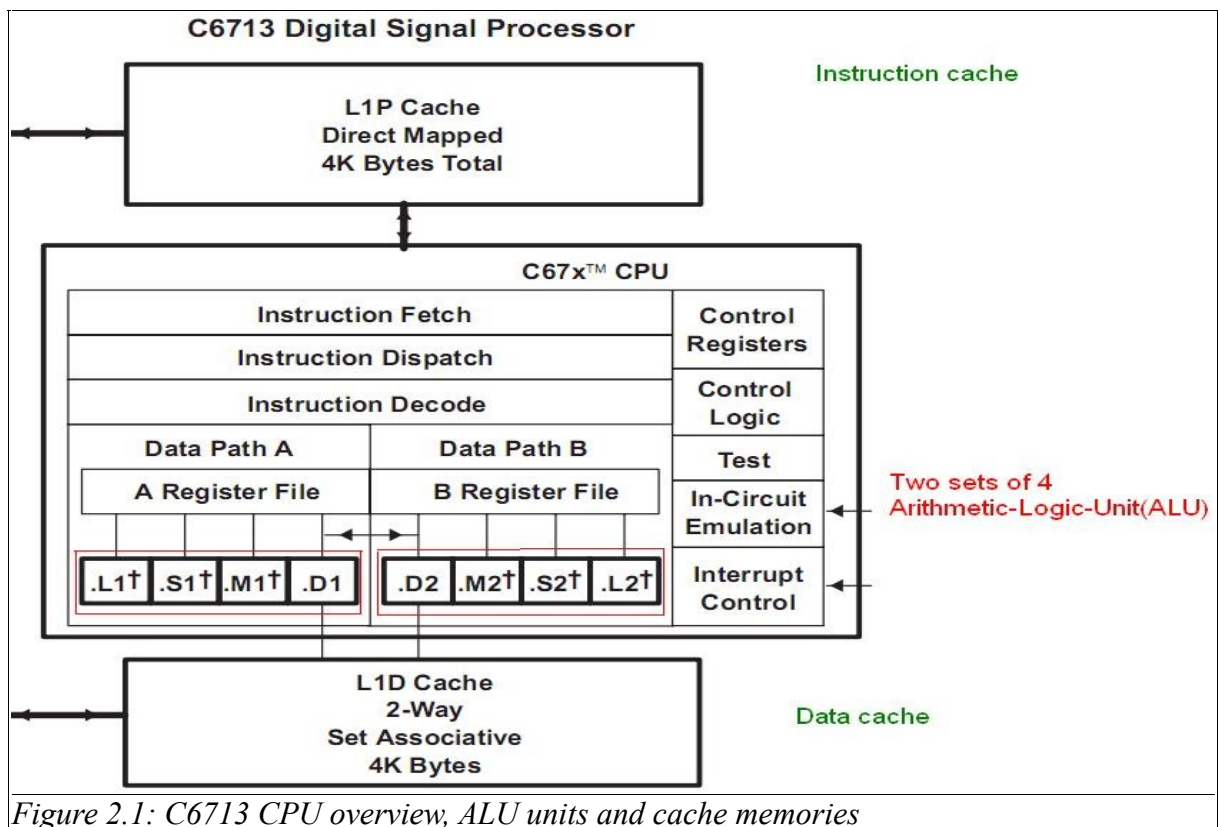 C6713 Digital Signal Processor
Instruction cache
L1P Cache
Direct Mapped
4K Bytes Total
C67x™ CPU
Instruction Fetch
Instruction Dispatch
Instruction Decode
Control
Registers
Control
Logic
Test
In-Circuit
Emulation
Interrupt
Control
Data Path A
Data Path B
A Register File
B Register File
.L1† .S1† .M1† .D1
.D2 .M2† .S2† .L2†
Two sets of 4
Arithmetic-Logic-Unit(ALU)
L1D Cache
2-Way
Set Associative
4K Bytes
Data cache
Figure 2.1: C6713 CPU overview, ALU units and cache memories